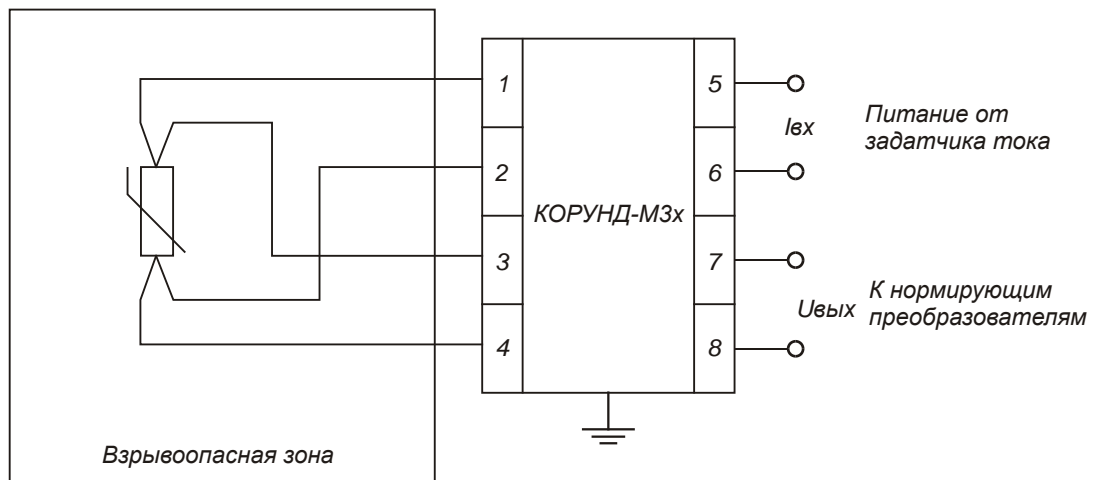 1
5
Iвх
Питание от
задатчика тока
2
6
КОРУНД-М3х
3
7
Uвых
К нормирующим
преобразователям
4
8
Взрывоопасная зона